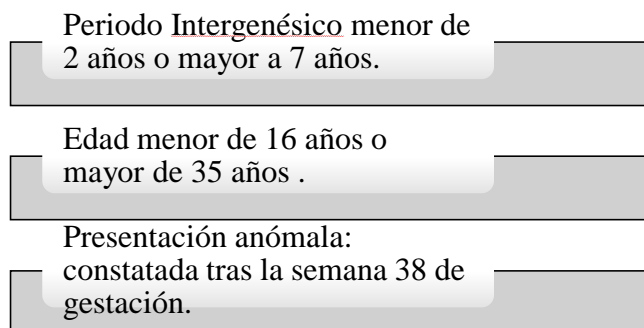 Periodo Intergenésico menor de
2 años o mayor a 7 años.
Edad menor de 16 años o
mayor de 35 años .
Presentación anómala:
constatada tras la semana 38 de
gestación.